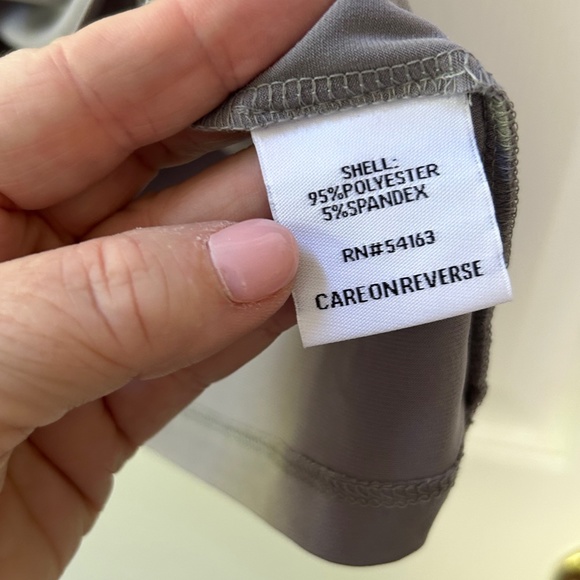 SHELL:
95%POLYESTER
5%SPANDEX
RN#54163
CAREONREVERSE